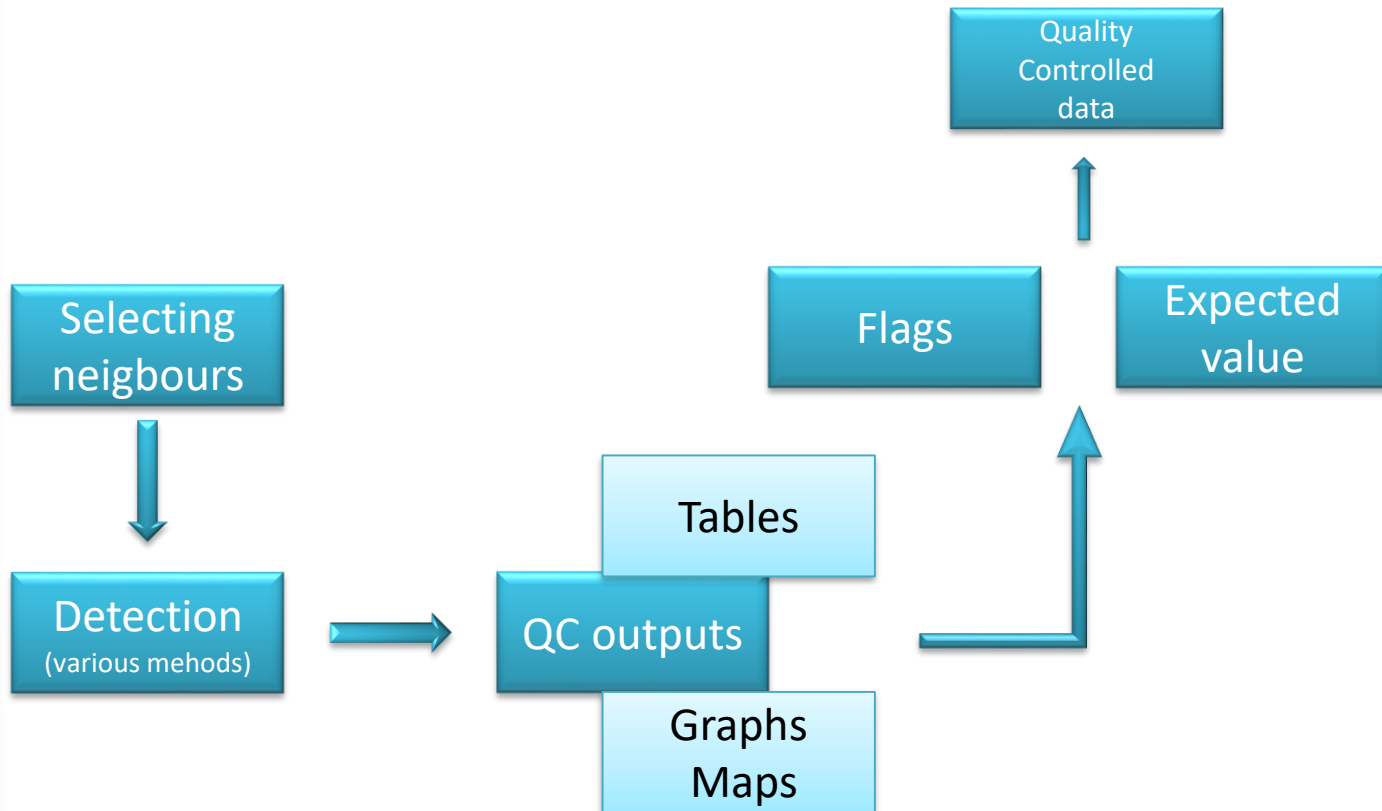 Selecting
neigbours
Detection
(various mehods)
QC outputs
Tables
Graphs
Maps
Flags
Expected
value
Quality
Controlled
data